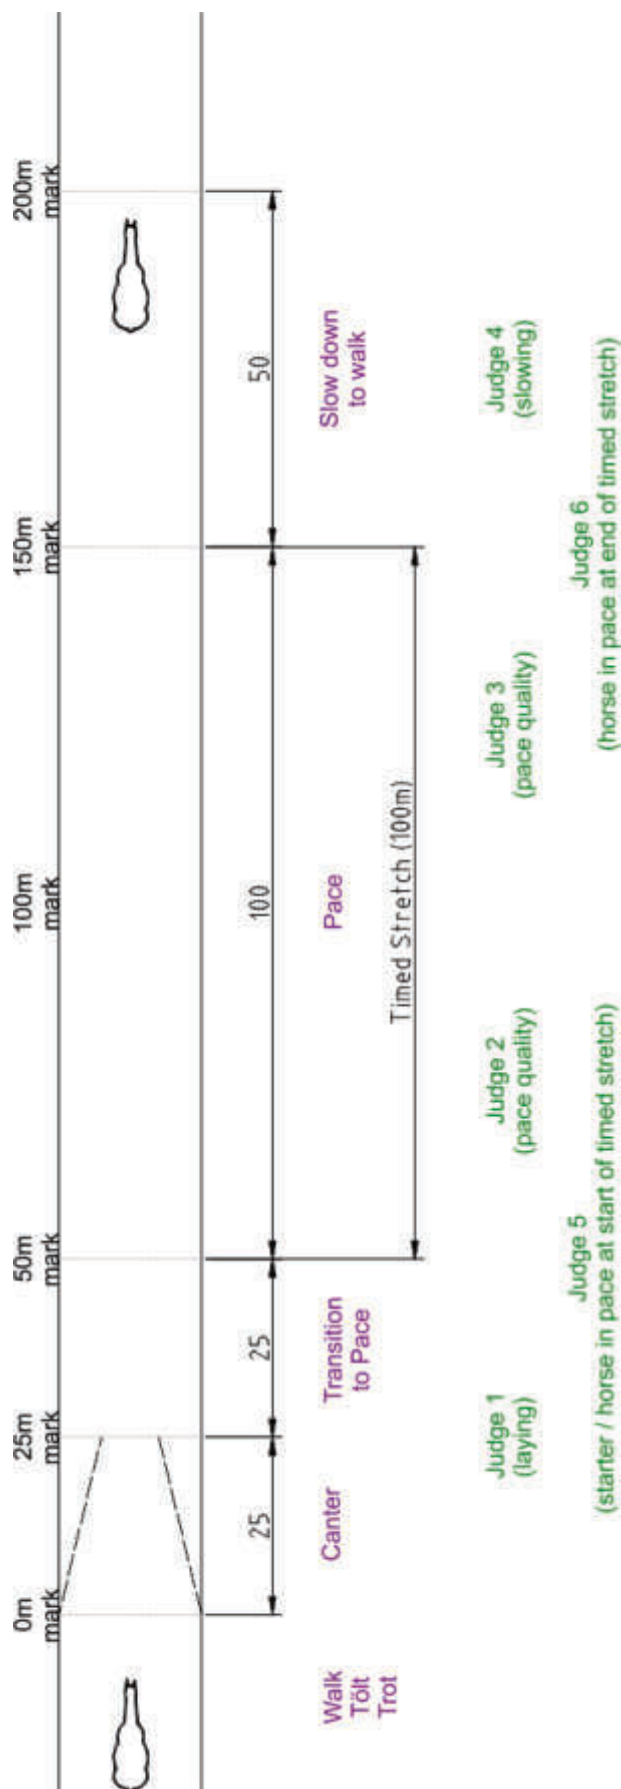 0m
mark
25m
mark
50m
mark
100m
mark
150m
mark
200m
mark
25
25
100
50
Walk
Tölt
Trot
Canter
Transition
to Pace
Pace
Slow down
to walk
Timed Stretch (100m)
Judge 1
(laying)
Judge 2
(pace quality)
Judge 3
(pace quality)
Judge 4
(slowing)
Judge 5
(starter / horse in pace at start of timed stretch)
Judge 6
(horse in pace at end of timed stretch)